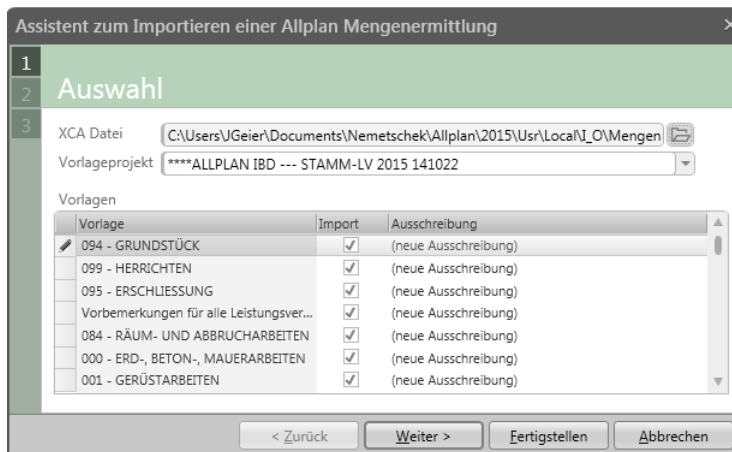 Assistent zum Importieren einer Allplan Mengenermittlung
1
2
3
Auswahl
XCA Datei C:\Users\JGeier\Documents\Nemetschek\Allplan\2015\Usr\Local\I_O\Mengen
Vorlageprojekt ****ALLPLAN IBD --- STAMM-LV 2015 141022
Vorlagen
Vorlage Import Ausschreibung
094 - GRUNDSTÜCK (neue Ausschreibung)
099 - HERRICHTEN (neue Ausschreibung)
095 - ERSCHLIESSUNG (neue Ausschreibung)
Vorbemerkungen für alle Leistungsver... (neue Ausschreibung)
084 - RÄUM- UND ABBRUCHARBEITEN (neue Ausschreibung)
000 - ERD-, BETON-, MAUERARBEITEN (neue Ausschreibung)
001 - GERÜSTARBEITEN (neue Ausschreibung)
< Zurück Weiter > Fertigstellen Abbrechen